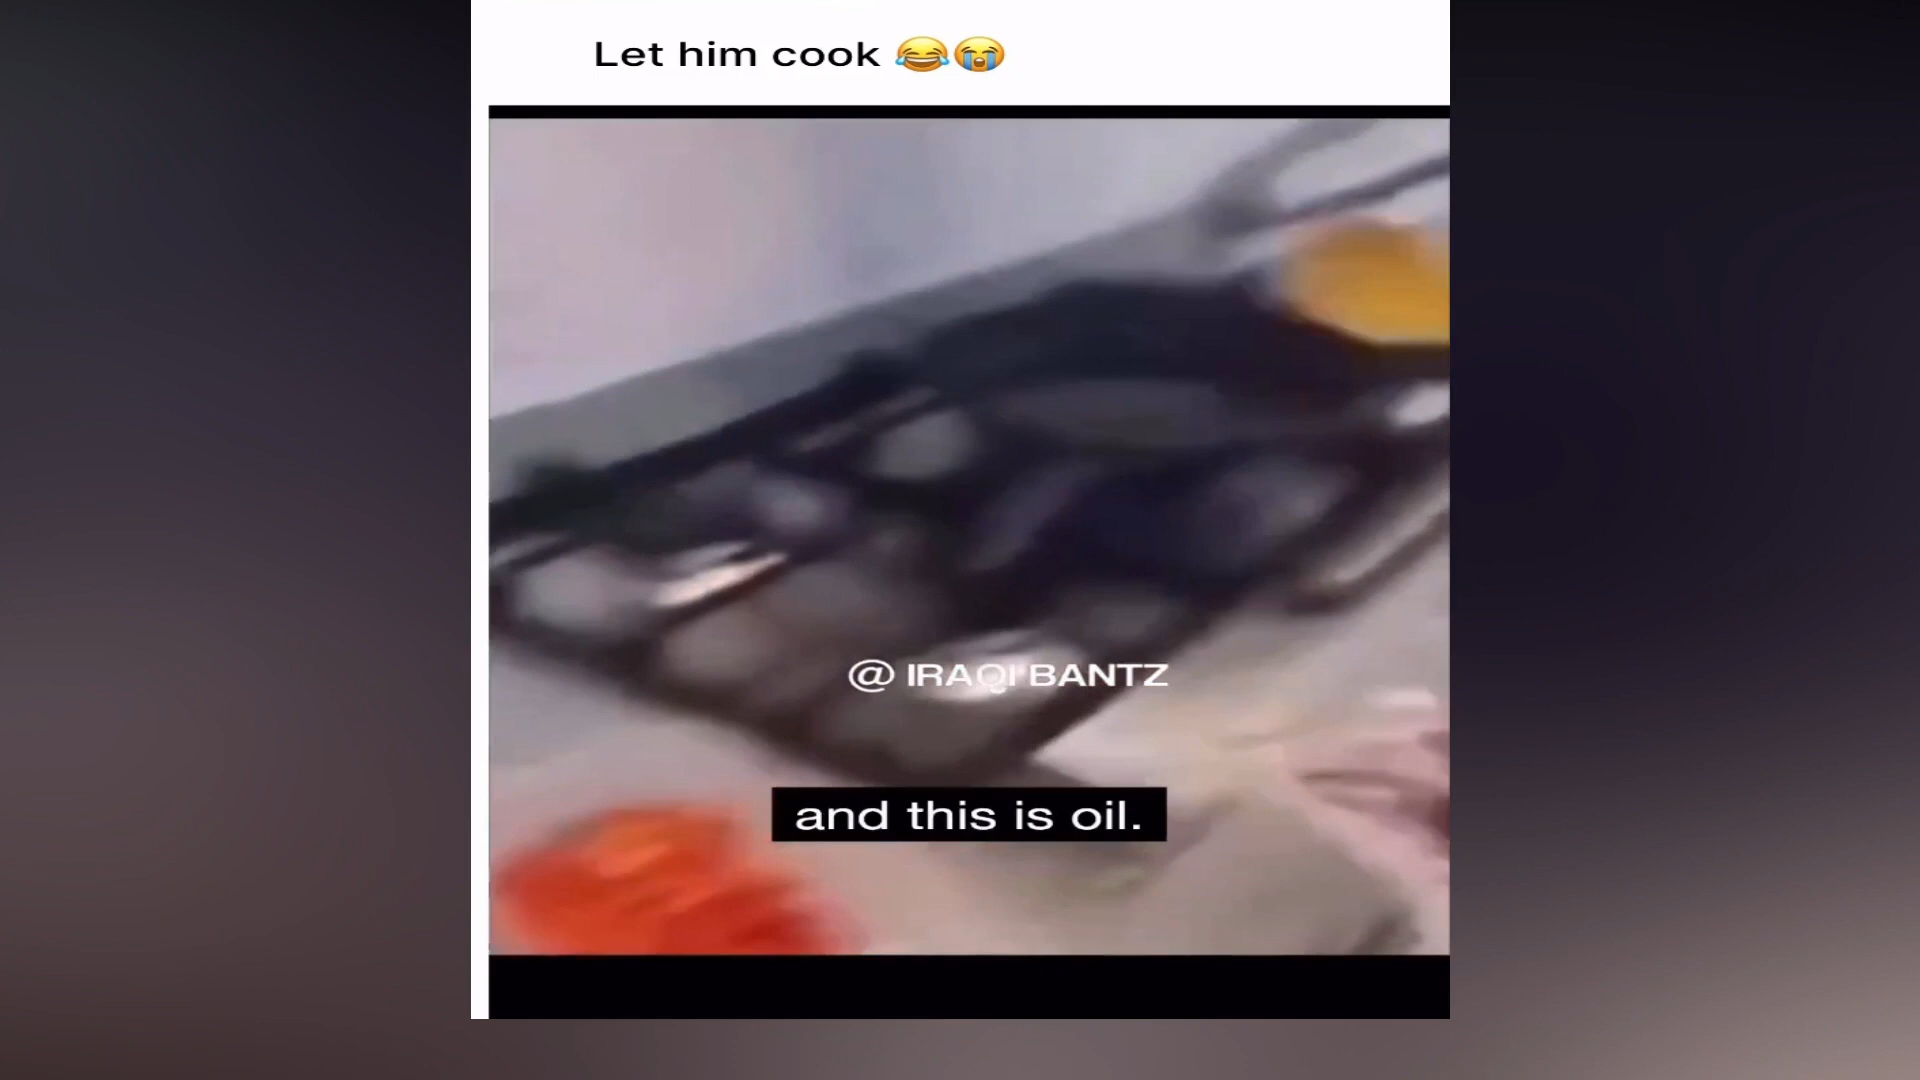 Let him cook 😂😭
@ IRAQI BANTZ
and this is oil.